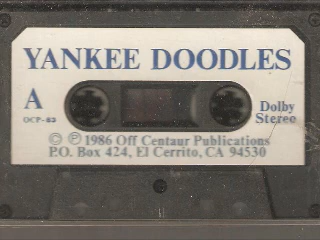 YANKEE DOODLES
A
OCP-83
Dolby
Stereo
© ℗ 1986 Off Centaur Publications
P.O. Box 424, El Cerrito, CA 94530